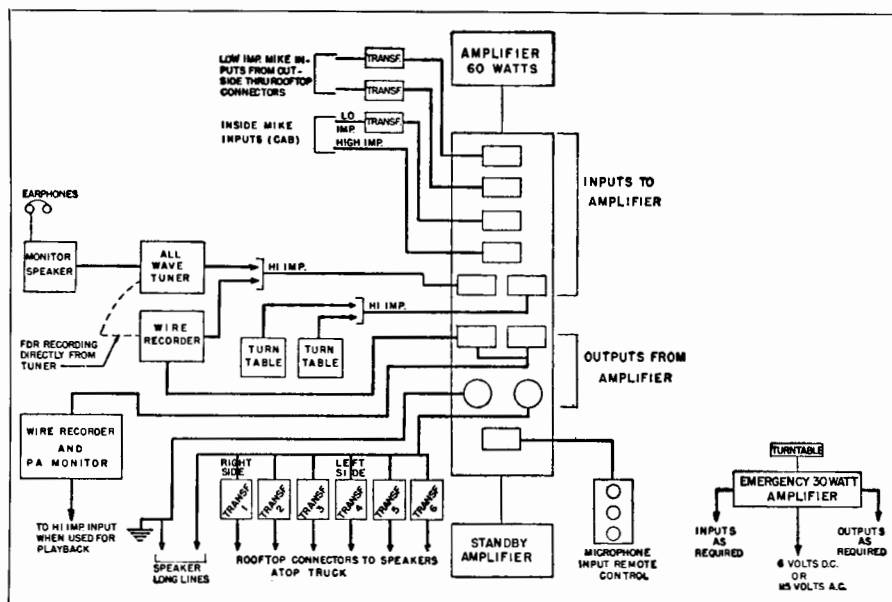 AMPLIFIER
60 WATTS
LOW IMP. MIKE IN-
PUTS FROM OUT-
SIDE THRU ROOFTOP
CONNECTORS
TRANSF.
TRANSF.
INSIDE MIKE
INPUTS (CAB)
LO
IMP.
TRANSF.
HIGH IMP.
INPUTS TO
AMPLIFIER
EARPHONES
MONITOR
SPEAKER
ALL
WAVE
TUNER
HI IMP.
WIRE
RECORDER
FOR RECORDING
DIRECTLY FROM
TUNER
HI IMP.
TURN
TABLE
TURN
TABLE
OUTPUTS FROM
AMPLIFIER
WIRE RECORDER
AND
PA MONITOR
TO HI IMP. INPUT
WHEN USED FOR
PLAYBACK
RIGHT
SIDE
LEFT
SIDE
TRANSF
1
TRANSF
2
TRANSF
3
TRANSF
4
TRANSF
5
TRANSF
6
SPEAKER
LONG LINES
ROOFTOP CONNECTORS TO SPEAKERS
ATOP TRUCK
STANDBY
AMPLIFIER
MICROPHONE
INPUT REMOTE
CONTROL
TURNTABLE
EMERGENCY 30 WATT
AMPLIFIER
INPUTS
AS
REQUIRED
OUTPUTS
AS
REQUIRED
6 VOLTS D.C.
OR
115 VOLTS A.C.